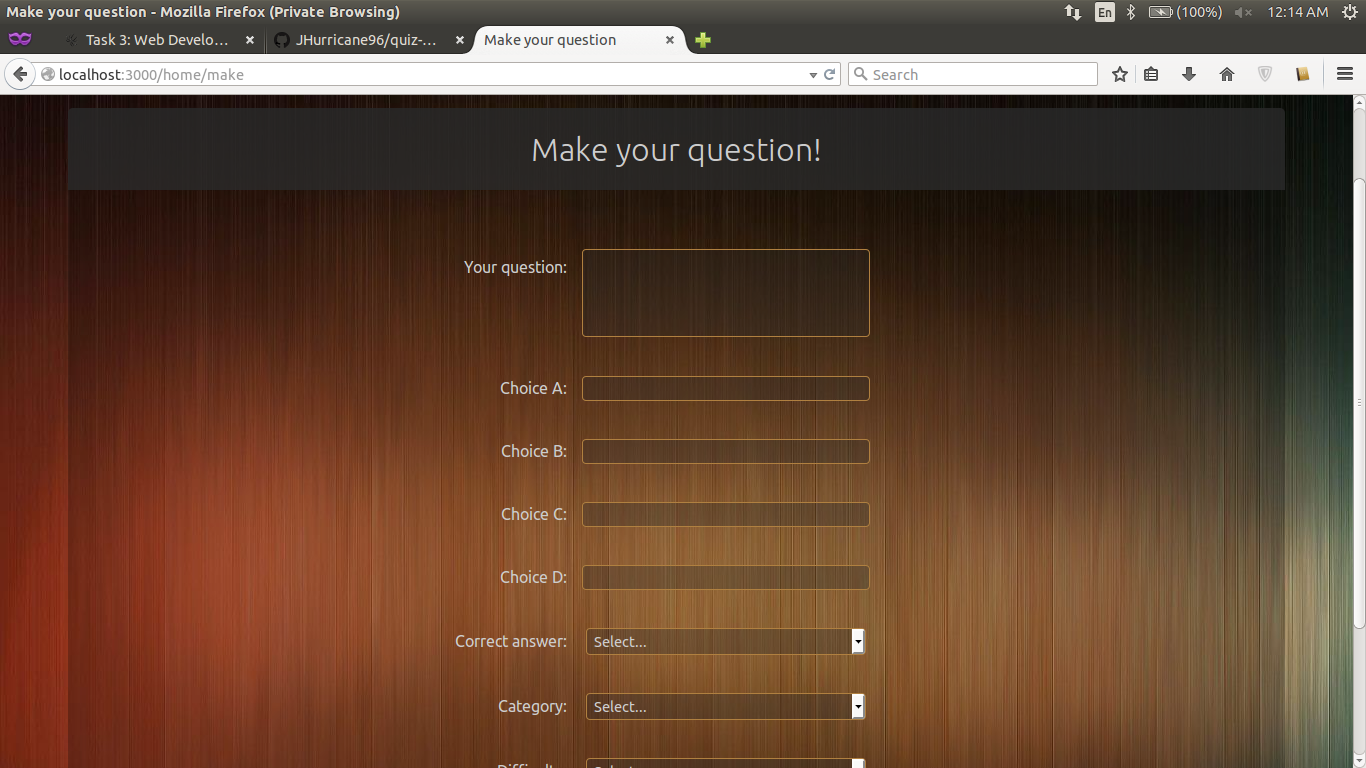 Make your question - Mozilla Firefox (Private Browsing)
En
(100%)
12:14 AM
Task 3: Web Develo...
JHurricane96/quiz-...
Make your question
localhost:3000/home/make
Search
Make your question!
Your question:
Choice A:
Choice B:
Choice C:
Choice D:
Correct answer:
Select...
Category:
Select...